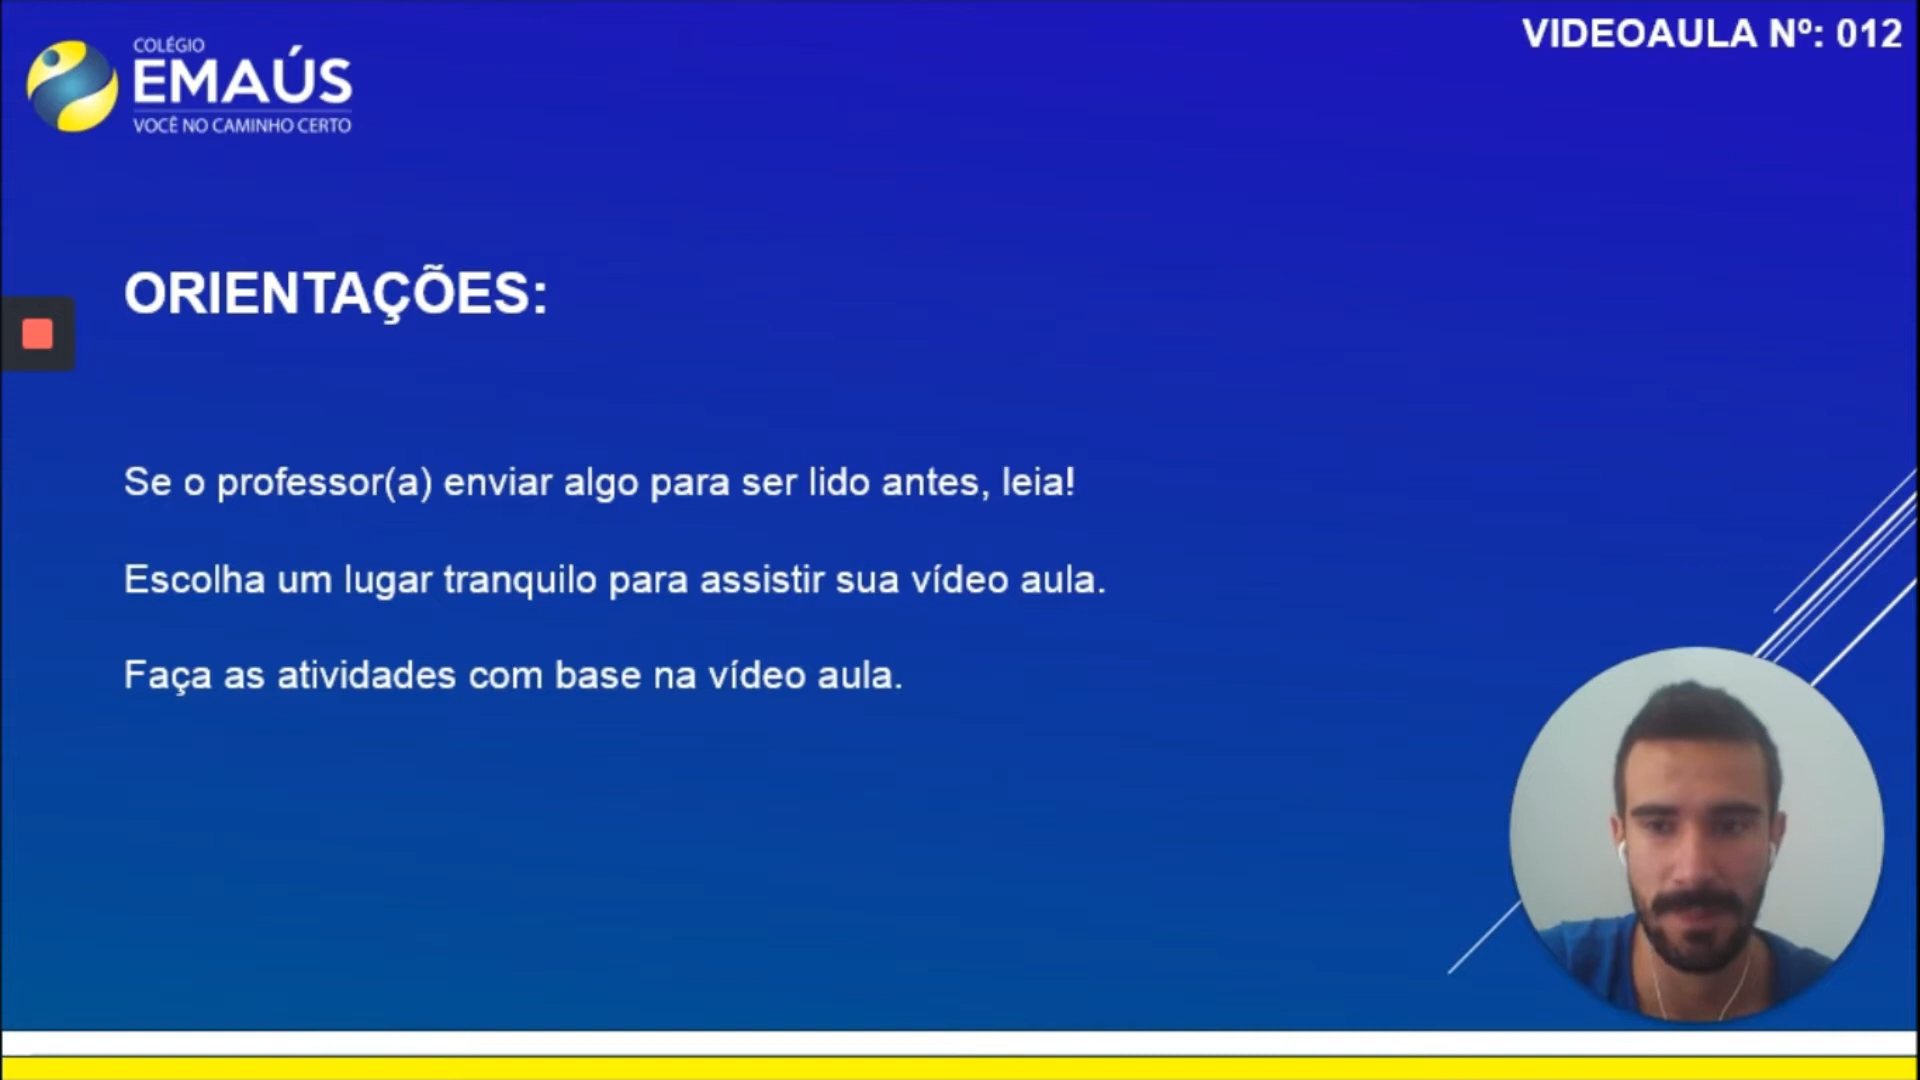 COLÉGIO
EMAÚS
VOCÊ NO CAMINHO CERTO
VIDEOAULA Nº: 012
ORIENTAÇÕES:
Se o professor(a) enviar algo para ser lido antes, leia!
Escolha um lugar tranquilo para assistir sua vídeo aula.
Faça as atividades com base na vídeo aula.